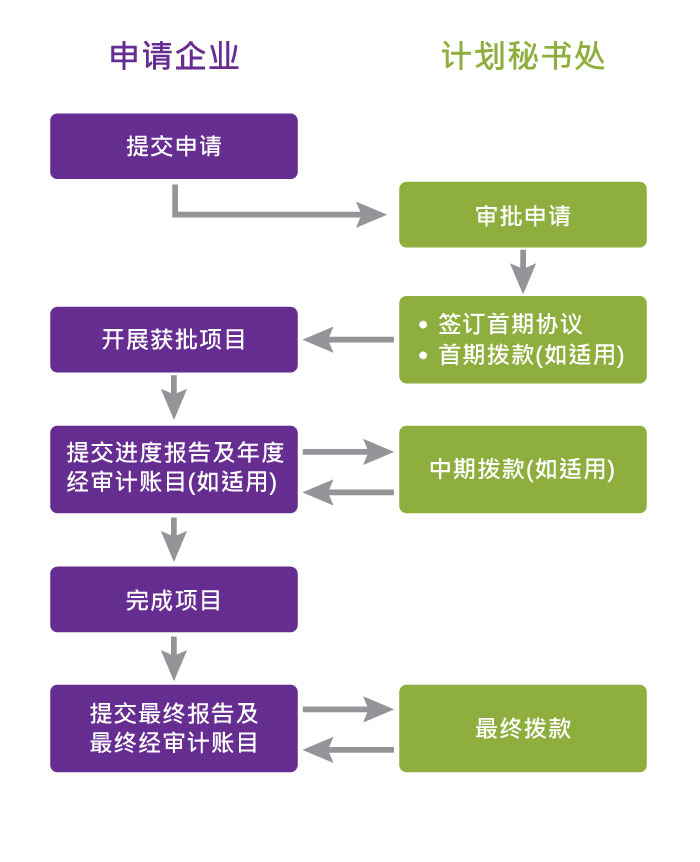 申请企业
计划秘书处
提交申请
审批申请
• 签订首期协议
• 首期拨款(如适用)
开展获批项目
提交进度报告及年度
经审计账目(如适用)
中期拨款(如适用)
完成项目
提交最终报告及
最终经审计账目
最终拨款